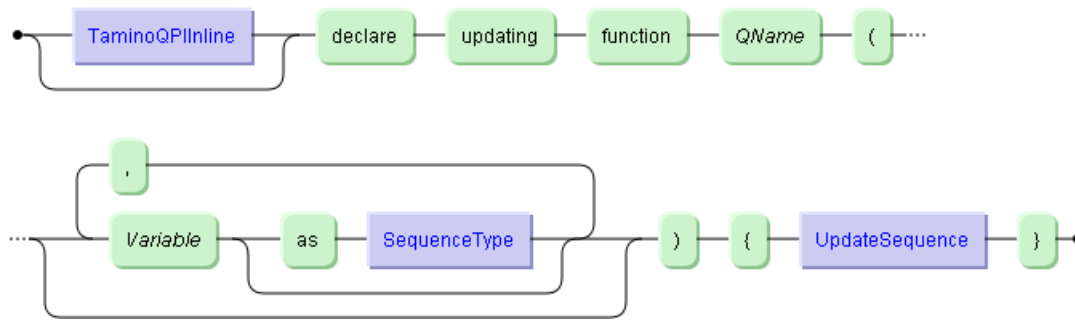 TaminoQPIInline declare updating function QName (
,
Variable as SequenceType ) { UpdateSequence }